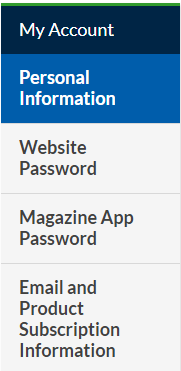 My Account
Personal
Information
Website
Password
Magazine App
Password
Email and
Product
Subscription
Information